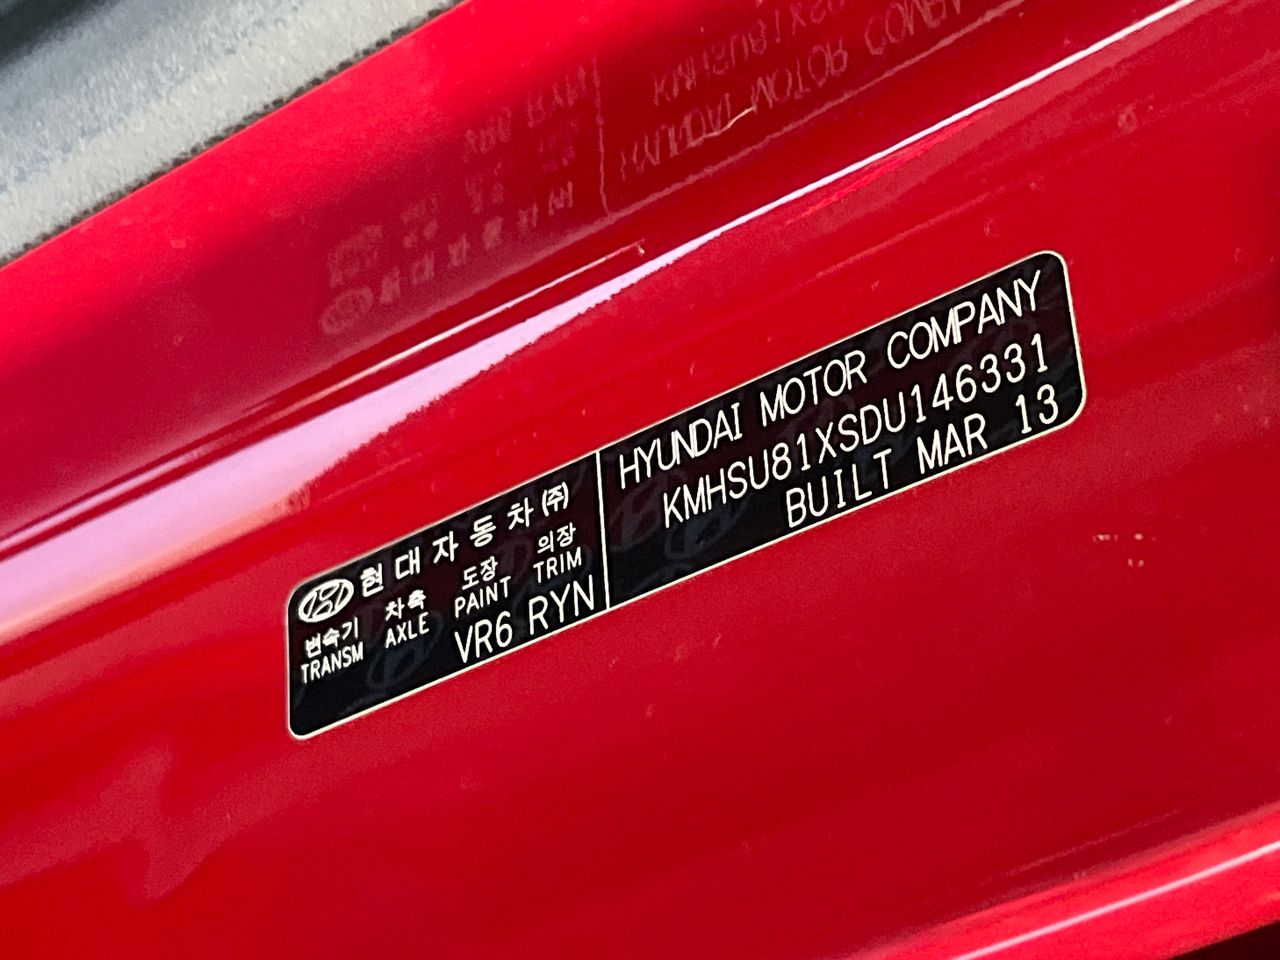 현대자동차(주)
변속기 차축 도장 의장
TRANSM AXLE PAINT TRIM
VR6 RYN
HYUNDAI MOTOR COMPANY
KMHSU81XSDU146331
BUILT MAR 13